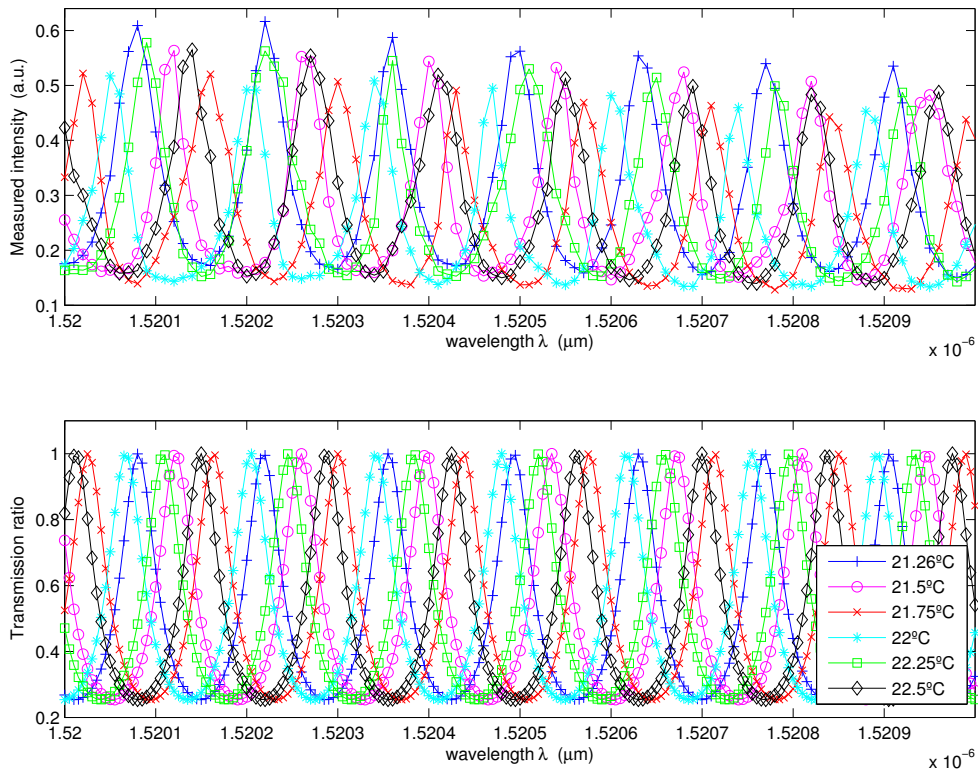 0.6
0.5
0.4
0.3
0.2
0.1
Measured intensity (a.u.)
1.52 1.5201 1.5202 1.5203 1.5204 1.5205 1.5206 1.5207 1.5208 1.5209
wavelength λ (μm)
x 10⁻⁶
1
0.8
0.6
0.4
0.2
Transmission ratio
21.26ºC
21.5ºC
21.75ºC
22ºC
22.25ºC
22.5ºC
1.52 1.5201 1.5202 1.5203 1.5204 1.5205 1.5206 1.5207 1.5208 1.5209
wavelength λ (μm)
x 10⁻⁶